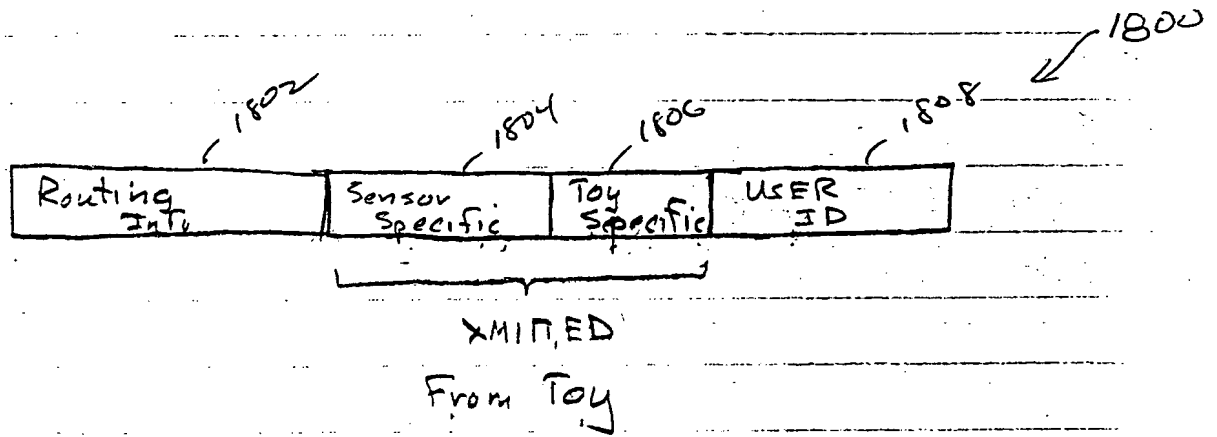 1800
1802
1804
1806
1808
Routing
Info
Sensor
Specific
Toy
Specific
USER
ID
XMITTED
From Toy